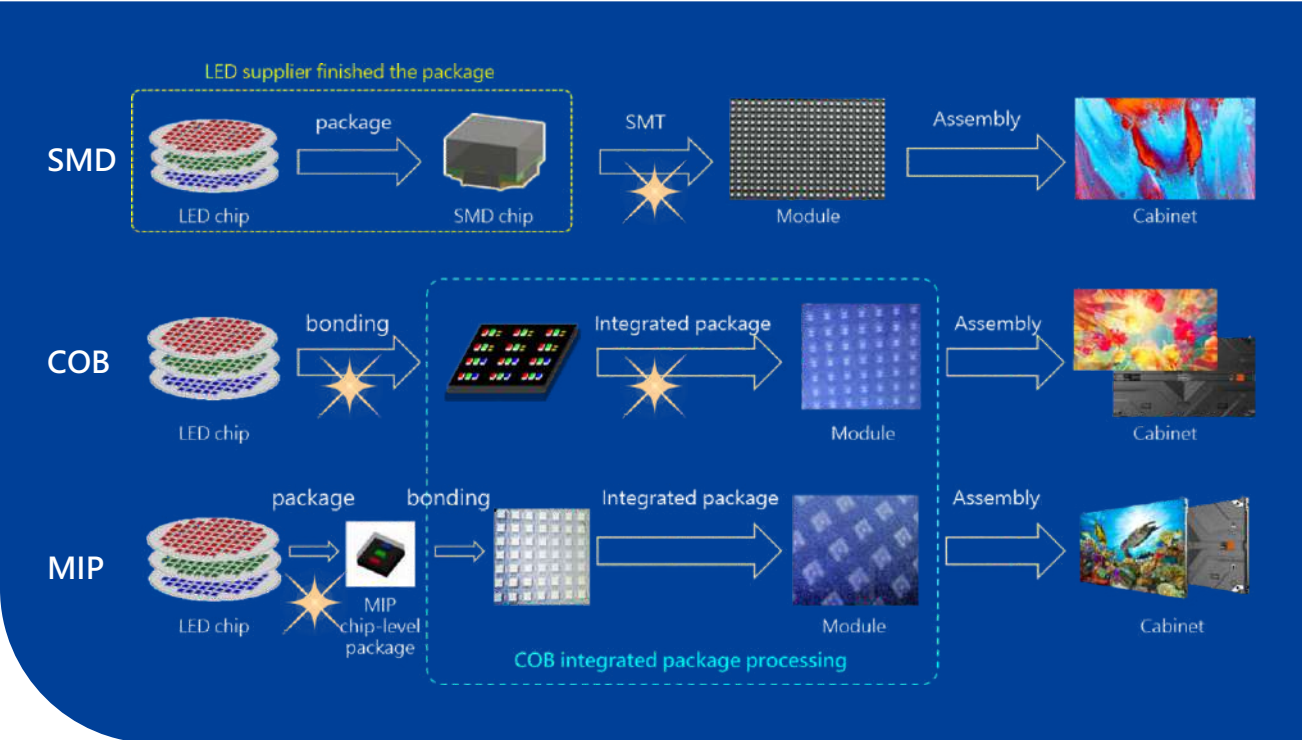 LED supplier finished the package
SMD
package
SMT
Assembly
LED chip
SMD chip
Module
Cabinet
COB
bonding
Integrated package
Assembly
LED chip
Module
Cabinet
MIP
package
bonding
Integrated package
Assembly
LED chip
MIP
chip-level
package
Module
Cabinet
COB integrated package processing